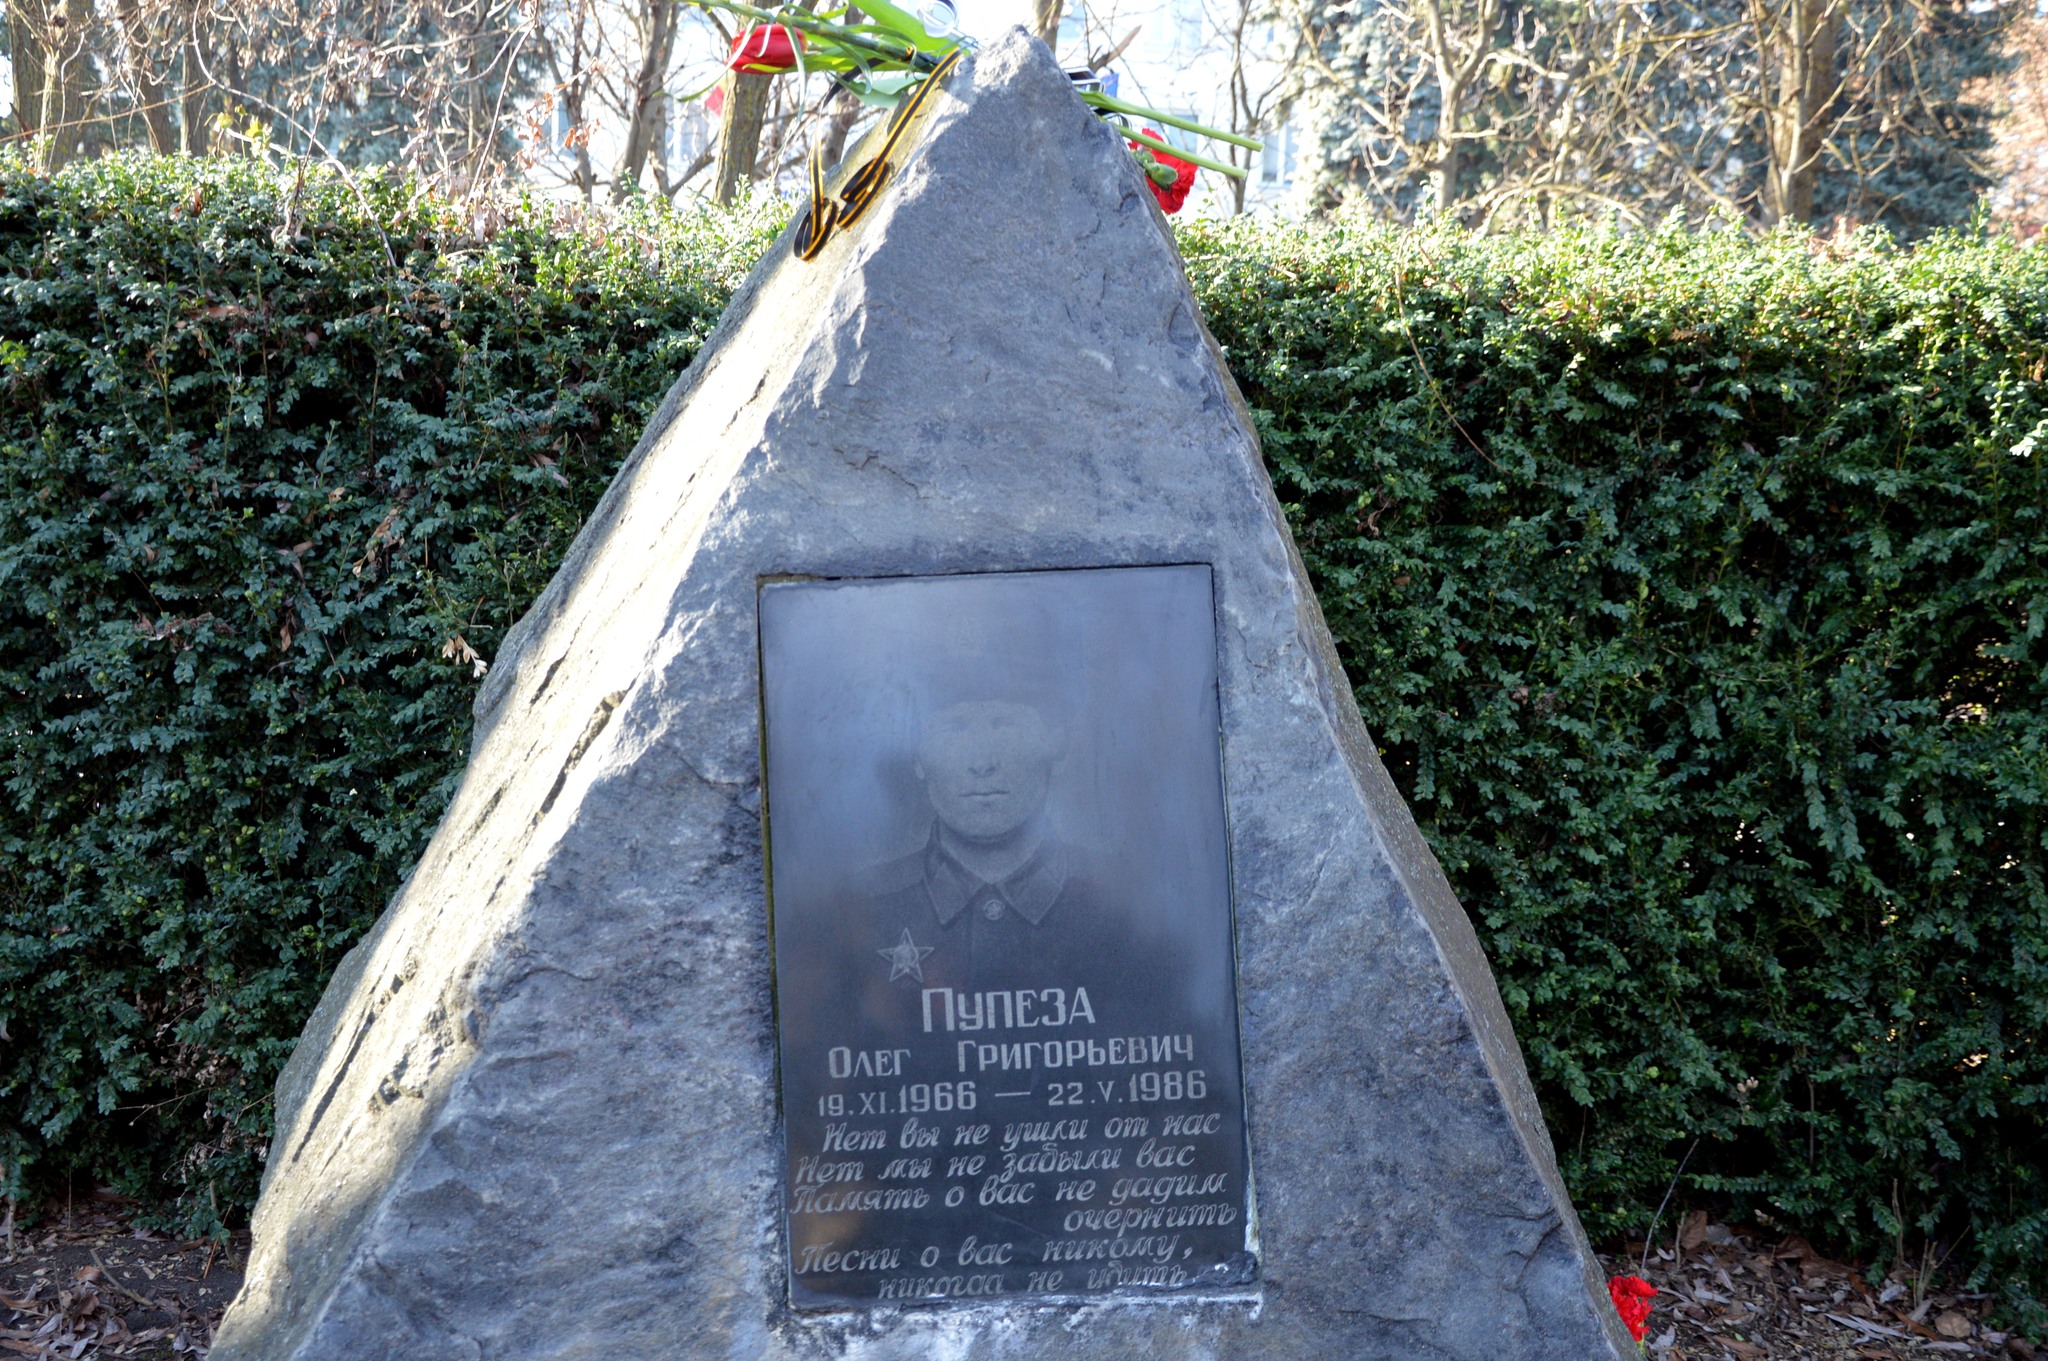 ПУПЕЗА
ОЛЕГ ГРИГОРЬЕВИЧ
19.XI.1966 — 22.V.1986
Нет вы не ушли от нас
Нет мы не забыли вас
Память о вас не дадим
очернить
Песни о вас никому,
никогда не убить